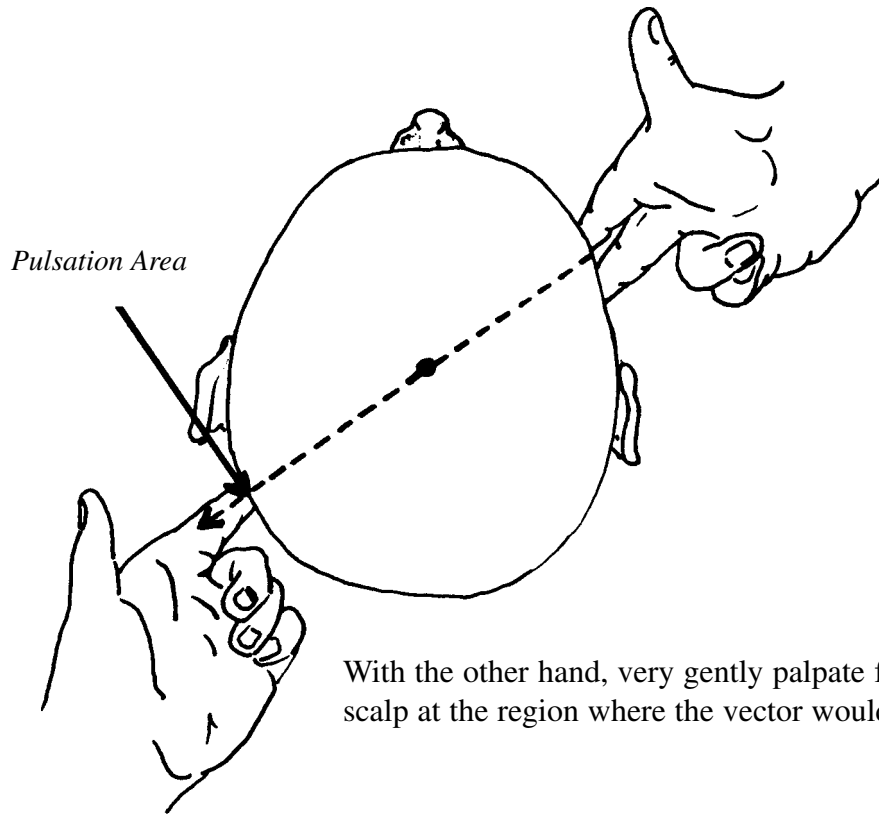 Pulsation Area
With the other hand, very gently palpate
scalp at the region where the vector would